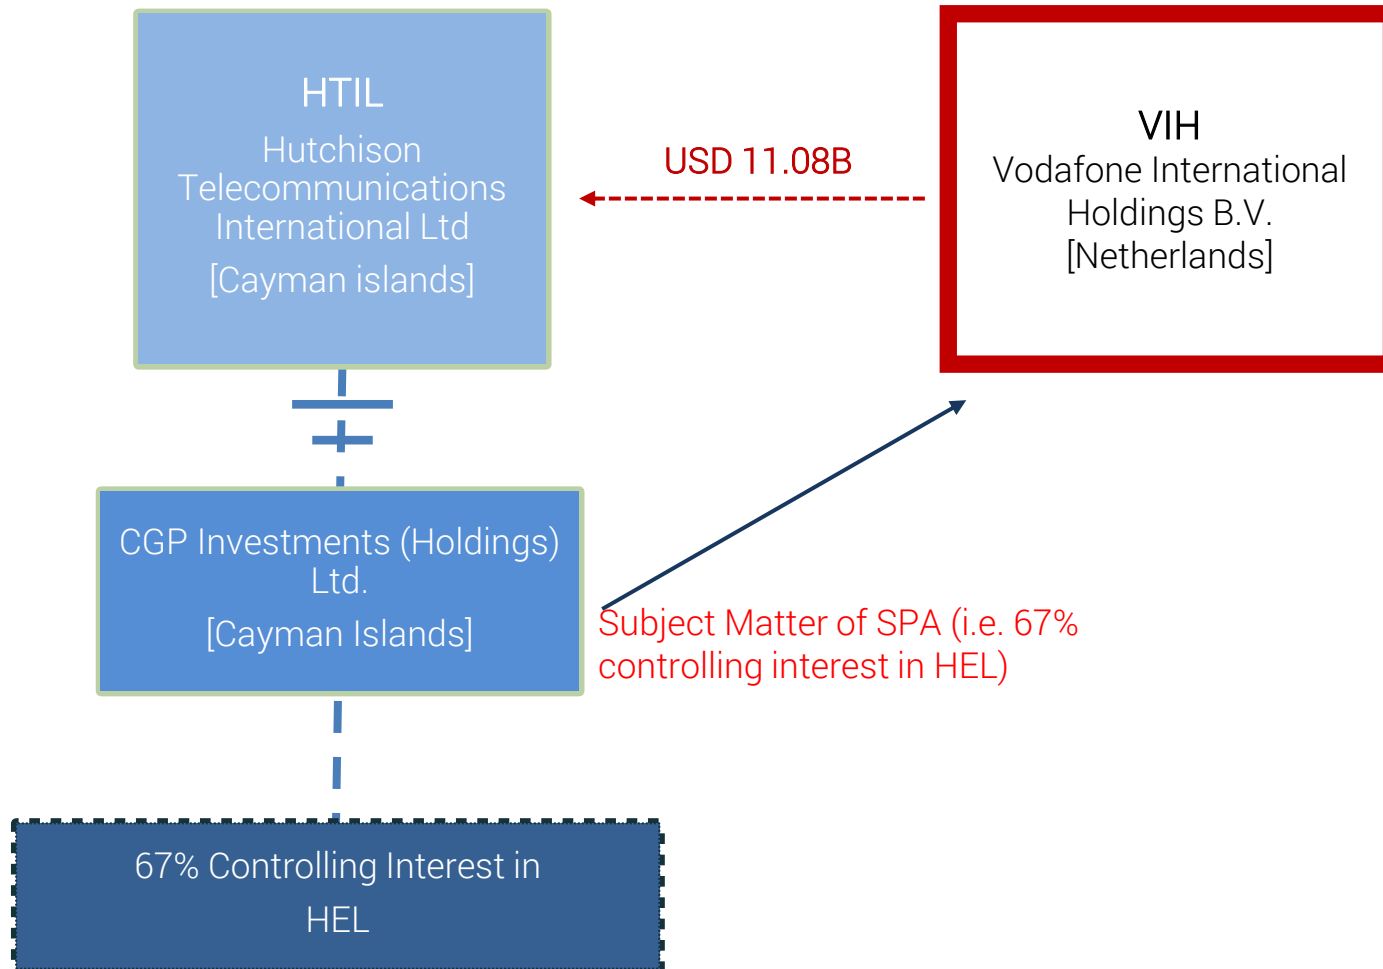 HTIL
Hutchison
Telecommunications
International Ltd
[Cayman islands]
USD 11.08B
VIH
Vodafone International
Holdings B.V.
[Netherlands]
CGP Investments (Holdings)
Ltd.
[Cayman Islands]
Subject Matter of SPA (i.e. 67%
controlling interest in HEL)
67% Controlling Interest in
HEL